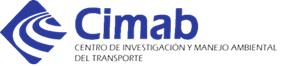 Cimab
CENTRO DE INVESTIGACIÓN Y MANEJO AMBIENTAL
DEL TRANSPORTE